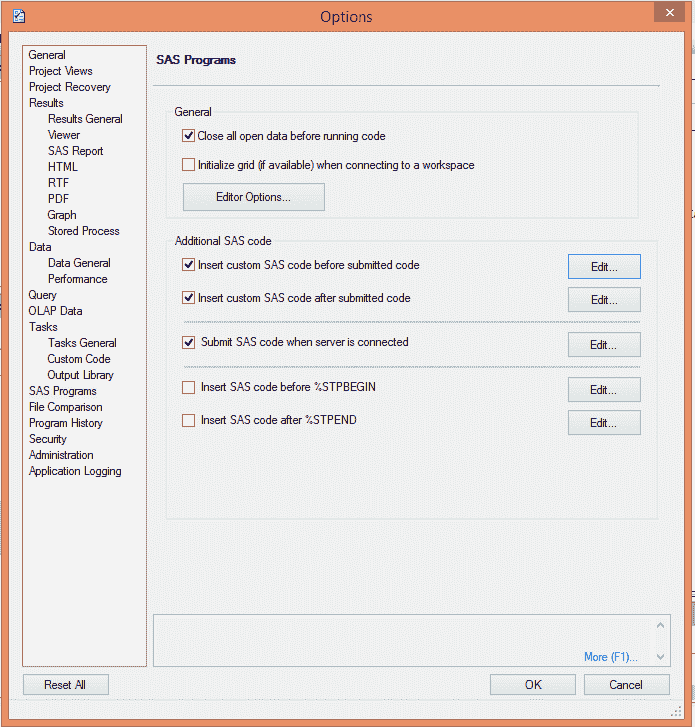 Options
General
Project Views
Project Recovery
Results
Results General
Viewer
SAS Report
HTML
RTF
PDF
Graph
Stored Process
Data
Data General
Performance
Query
OLAP Data
Tasks
Tasks General
Custom Code
Output Library
SAS Programs
File Comparison
Program History
Security
Administration
Application Logging
SAS Programs
General
Close all open data before running code
Initialize grid (if available) when connecting to a workspace
Editor Options...
Additional SAS code
Insert custom SAS code before submitted code Edit...
Insert custom SAS code after submitted code Edit...
Submit SAS code when server is connected Edit...
Insert SAS code before %STPBEGIN Edit...
Insert SAS code after %STPEND Edit...
More (F1)...
Reset All OK Cancel